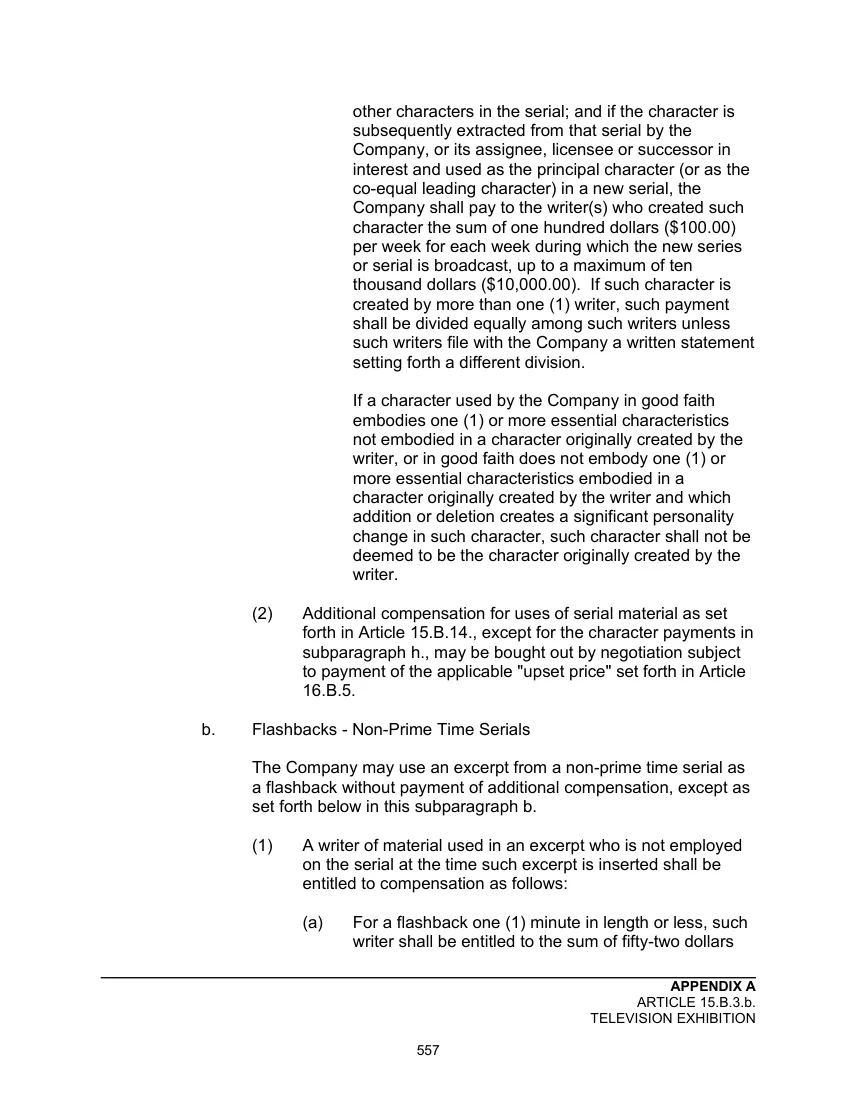 other characters in the serial; and if the character is
subsequently extracted from that serial by the
Company, or its assignee, licensee or successor in
interest and used as the principal character (or as the
co-equal leading character) in a new serial, the
Company shall pay to the writer(s) who created such
character the sum of one hundred dollars ($100.00)
per week for each week during which the new series
or serial is broadcast, up to a maximum of ten
thousand dollars ($10,000.00).  If such character is
created by more than one (1) writer, such payment
shall be divided equally among such writers unless
such writers file with the Company a written statement
setting forth a different division.
If a character used by the Company in good faith
embodies one (1) or more essential characteristics
not embodied in a character originally created by the
writer, or in good faith does not embody one (1) or
more essential characteristics embodied in a
character originally created by the writer and which
addition or deletion creates a significant personality
change in such character, such character shall not be
deemed to be the character originally created by the
writer.
(2) Additional compensation for uses of serial material as set
forth in Article 15.B.14., except for the character payments in
subparagraph h., may be bought out by negotiation subject
to payment of the applicable "upset price" set forth in Article
16.B.5.
b. Flashbacks - Non-Prime Time Serials
The Company may use an excerpt from a non-prime time serial as
a flashback without payment of additional compensation, except as
set forth below in this subparagraph b.
(1) A writer of material used in an excerpt who is not employed
on the serial at the time such excerpt is inserted shall be
entitled to compensation as follows:
(a) For a flashback one (1) minute in length or less, such
writer shall be entitled to the sum of fifty-two dollars
APPENDIX A
ARTICLE 15.B.3.b.
TELEVISION EXHIBITION
557